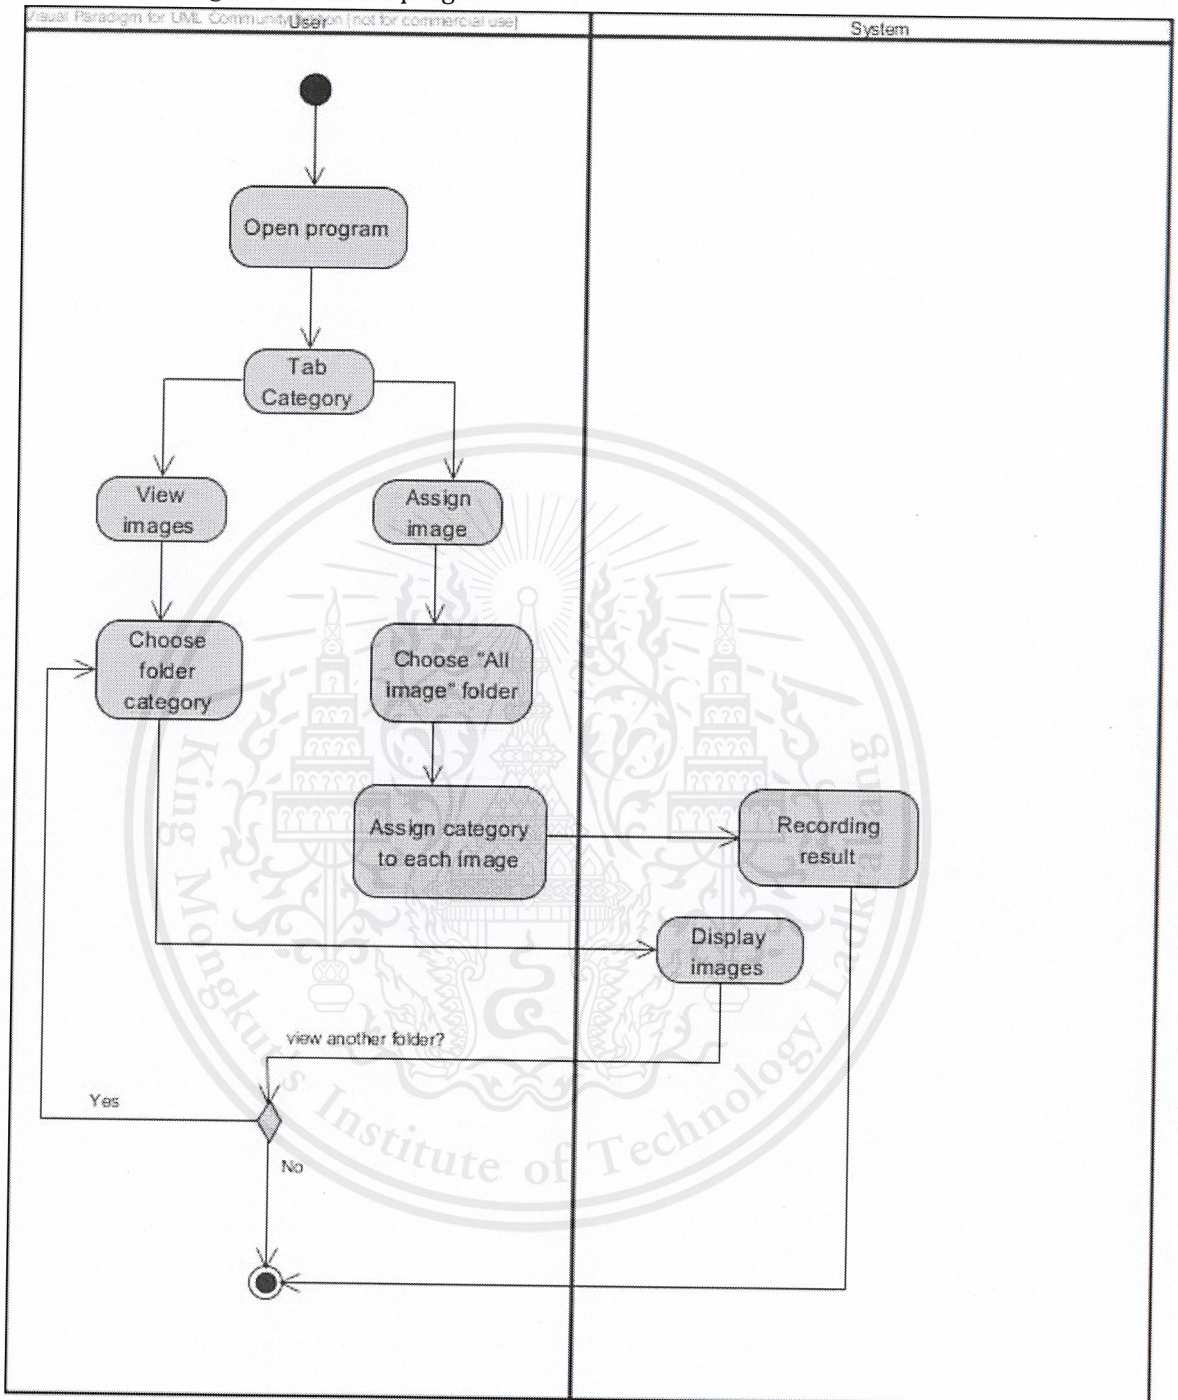 Visual Paradigm for UML Community [not for commercial use]
User
System
Open program
Tab
Category
View
images
Assign
image
Choose
folder
category
Choose "All
image" folder
Assign category
to each image
Recording
result
Display
images
view another folder?
Yes
No
King Mongkut's Institute of Technology Ladkrabang